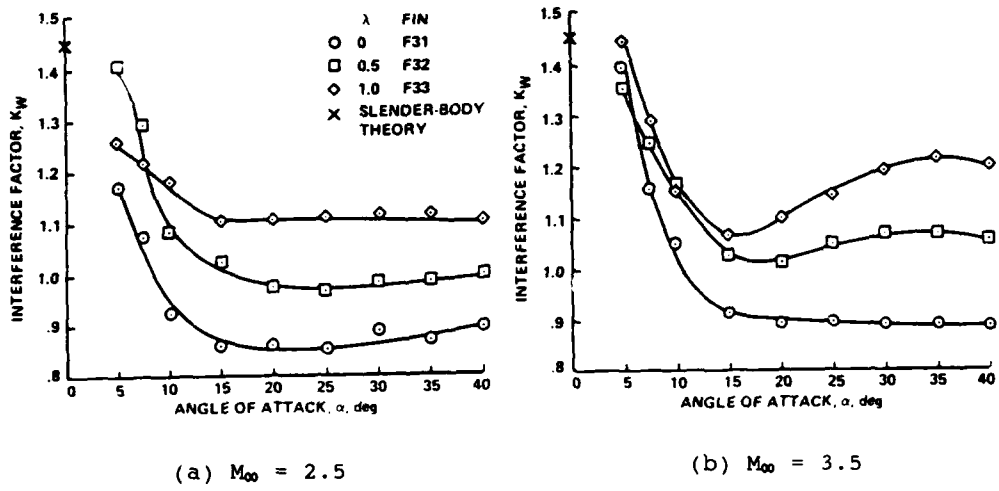 1.5
1.4
1.3
1.2
1.1
1.0
.9
.8
INTERFERENCE FACTOR, KW
0 5 10 15 20 25 30 35 40
ANGLE OF ATTACK, α, deg
λ FIN
0 F31
0.5 F32
1.0 F33
SLENDER-BODY
THEORY
(a) M∞ = 2.5
1.5
1.4
1.3
1.2
1.1
1.0
.9
.8
INTERFERENCE FACTOR, KW
0 5 10 15 20 25 30 35 40
ANGLE OF ATTACK, α, deg
(b) M∞ = 3.5